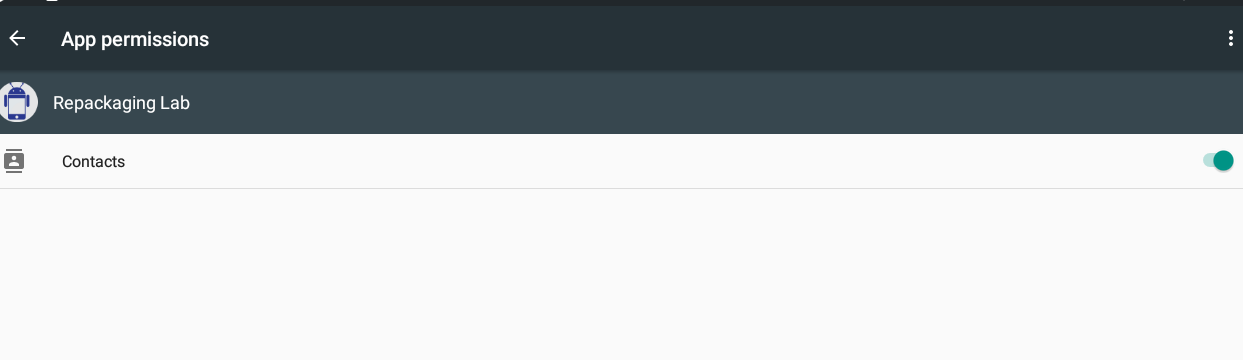 App permissions
Repackaging Lab
Contacts